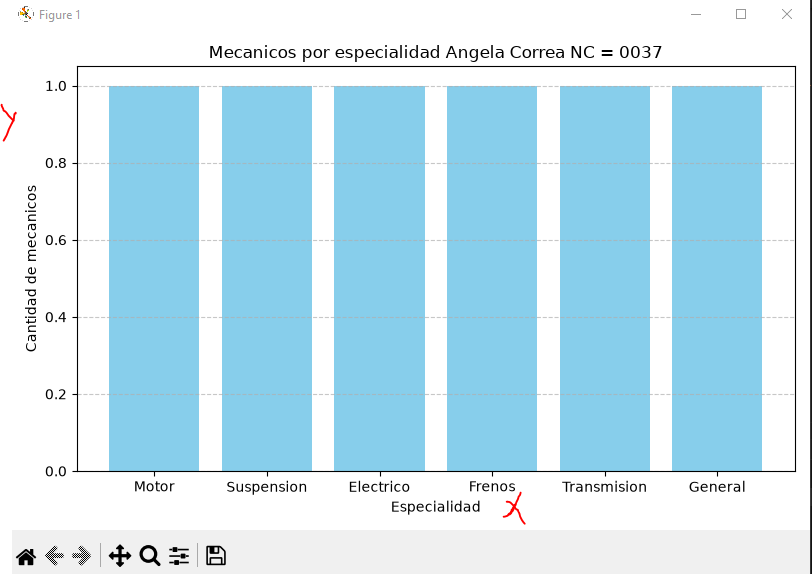 Figure 1
Mecanicos por especialidad Angela Correa NC = 0037
Y
Cantidad de mecanicos
1.0
0.8
0.6
0.4
0.2
0.0
Motor Suspension Electrico Frenos Transmision General
Especialidad X